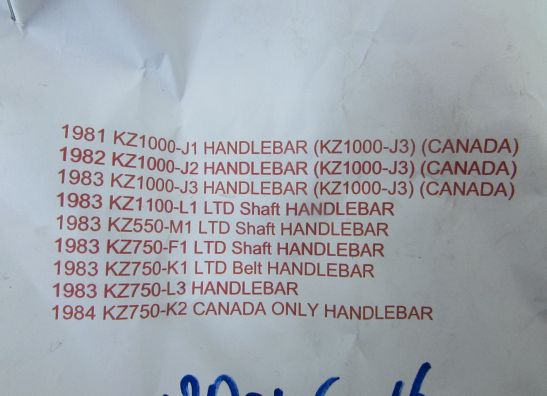 1981 KZ1000-J1 HANDLEBAR (KZ1000-J3) (CANADA)
1982 KZ1000-J2 HANDLEBAR (KZ1000-J3) (CANADA)
1983 KZ1000-J3 HANDLEBAR (KZ1000-J3) (CANADA)
1983 KZ1100-L1 LTD Shaft HANDLEBAR
1983 KZ550-M1 LTD Shaft HANDLEBAR
1983 KZ750-F1 LTD Shaft HANDLEBAR
1983 KZ750-K1 LTD Belt HANDLEBAR
1983 KZ750-L3 HANDLEBAR
1984 KZ750-K2 CANADA ONLY HANDLEBAR